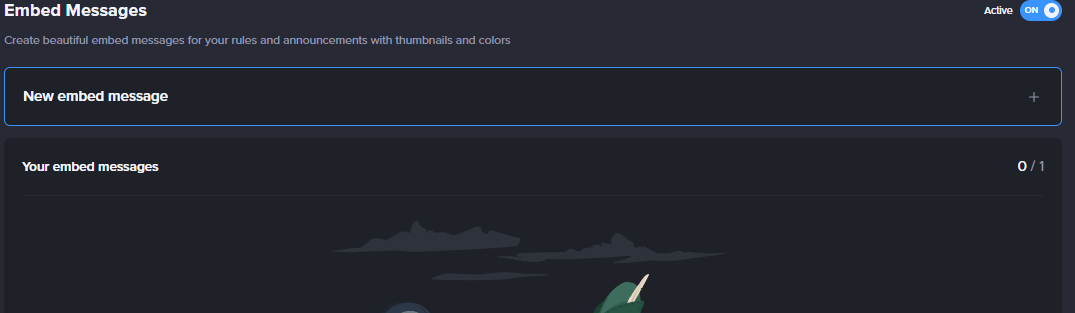 Embed Messages
Active ON
Create beautiful embed messages for your rules and announcements with thumbnails and colors
New embed message
Your embed messages
0 / 1